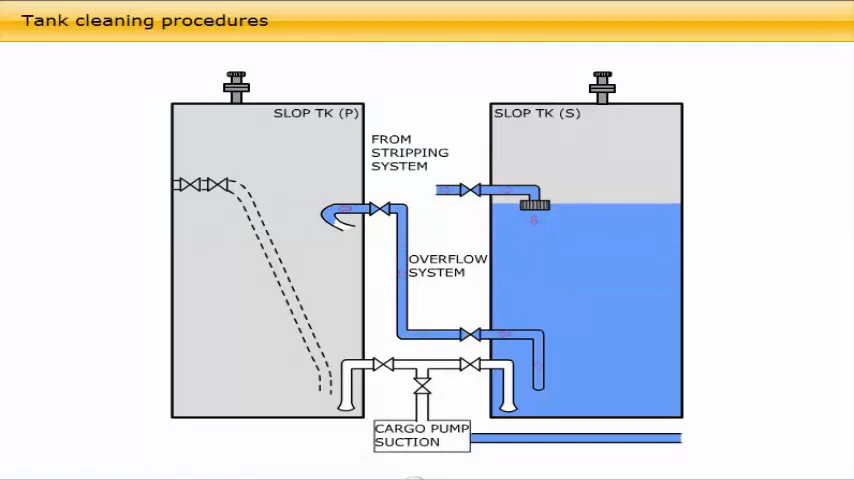 Tank cleaning procedures
SLOP TK (P)
SLOP TK (S)
FROM
STRIPPING
SYSTEM
OVERFLOW
SYSTEM
CARGO PUMP
SUCTION